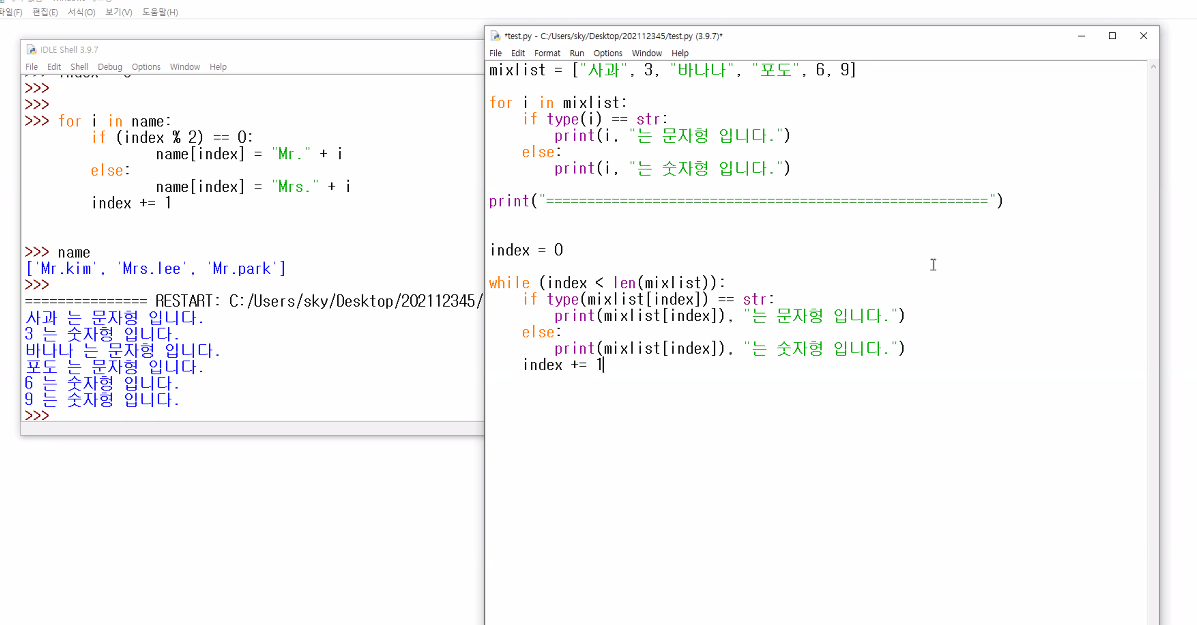 파일(F) 편집(E) 서식(O) 보기(V) 도움말(H)
IDLE Shell 3.9.7
File Edit Shell Debug Options Window Help
>>>
>>>
>>> for i in name:
        if (index % 2) == 0:
                name[index] = "Mr." + i
        else:
                name[index] = "Mrs." + i
        index += 1
>>> name
['Mr.kim', 'Mrs.lee', 'Mr.park']
>>>
=============== RESTART: C:/Users/sky/Desktop/202112345/
사과 는 문자형 입니다.
3 는 숫자형 입니다.
바나나 는 문자형 입니다.
포도 는 문자형 입니다.
6 는 숫자형 입니다.
9 는 숫자형 입니다.
>>>
*test.py - C:/Users/sky/Desktop/202112345/test.py (3.9.7)*
File Edit Format Run Options Window Help
mixlist = ["사과", 3, "바나나", "포도", 6, 9]
for i in mixlist:
    if type(i) == str:
        print(i, "는 문자형 입니다.")
    else:
        print(i, "는 숫자형 입니다.")
print("======================================================")
index = 0
while (index < len(mixlist)):
    if type(mixlist[index]) == str:
        print(mixlist[index]), "는 문자형 입니다.")
    else:
        print(mixlist[index]), "는 숫자형 입니다.")
    index += 1